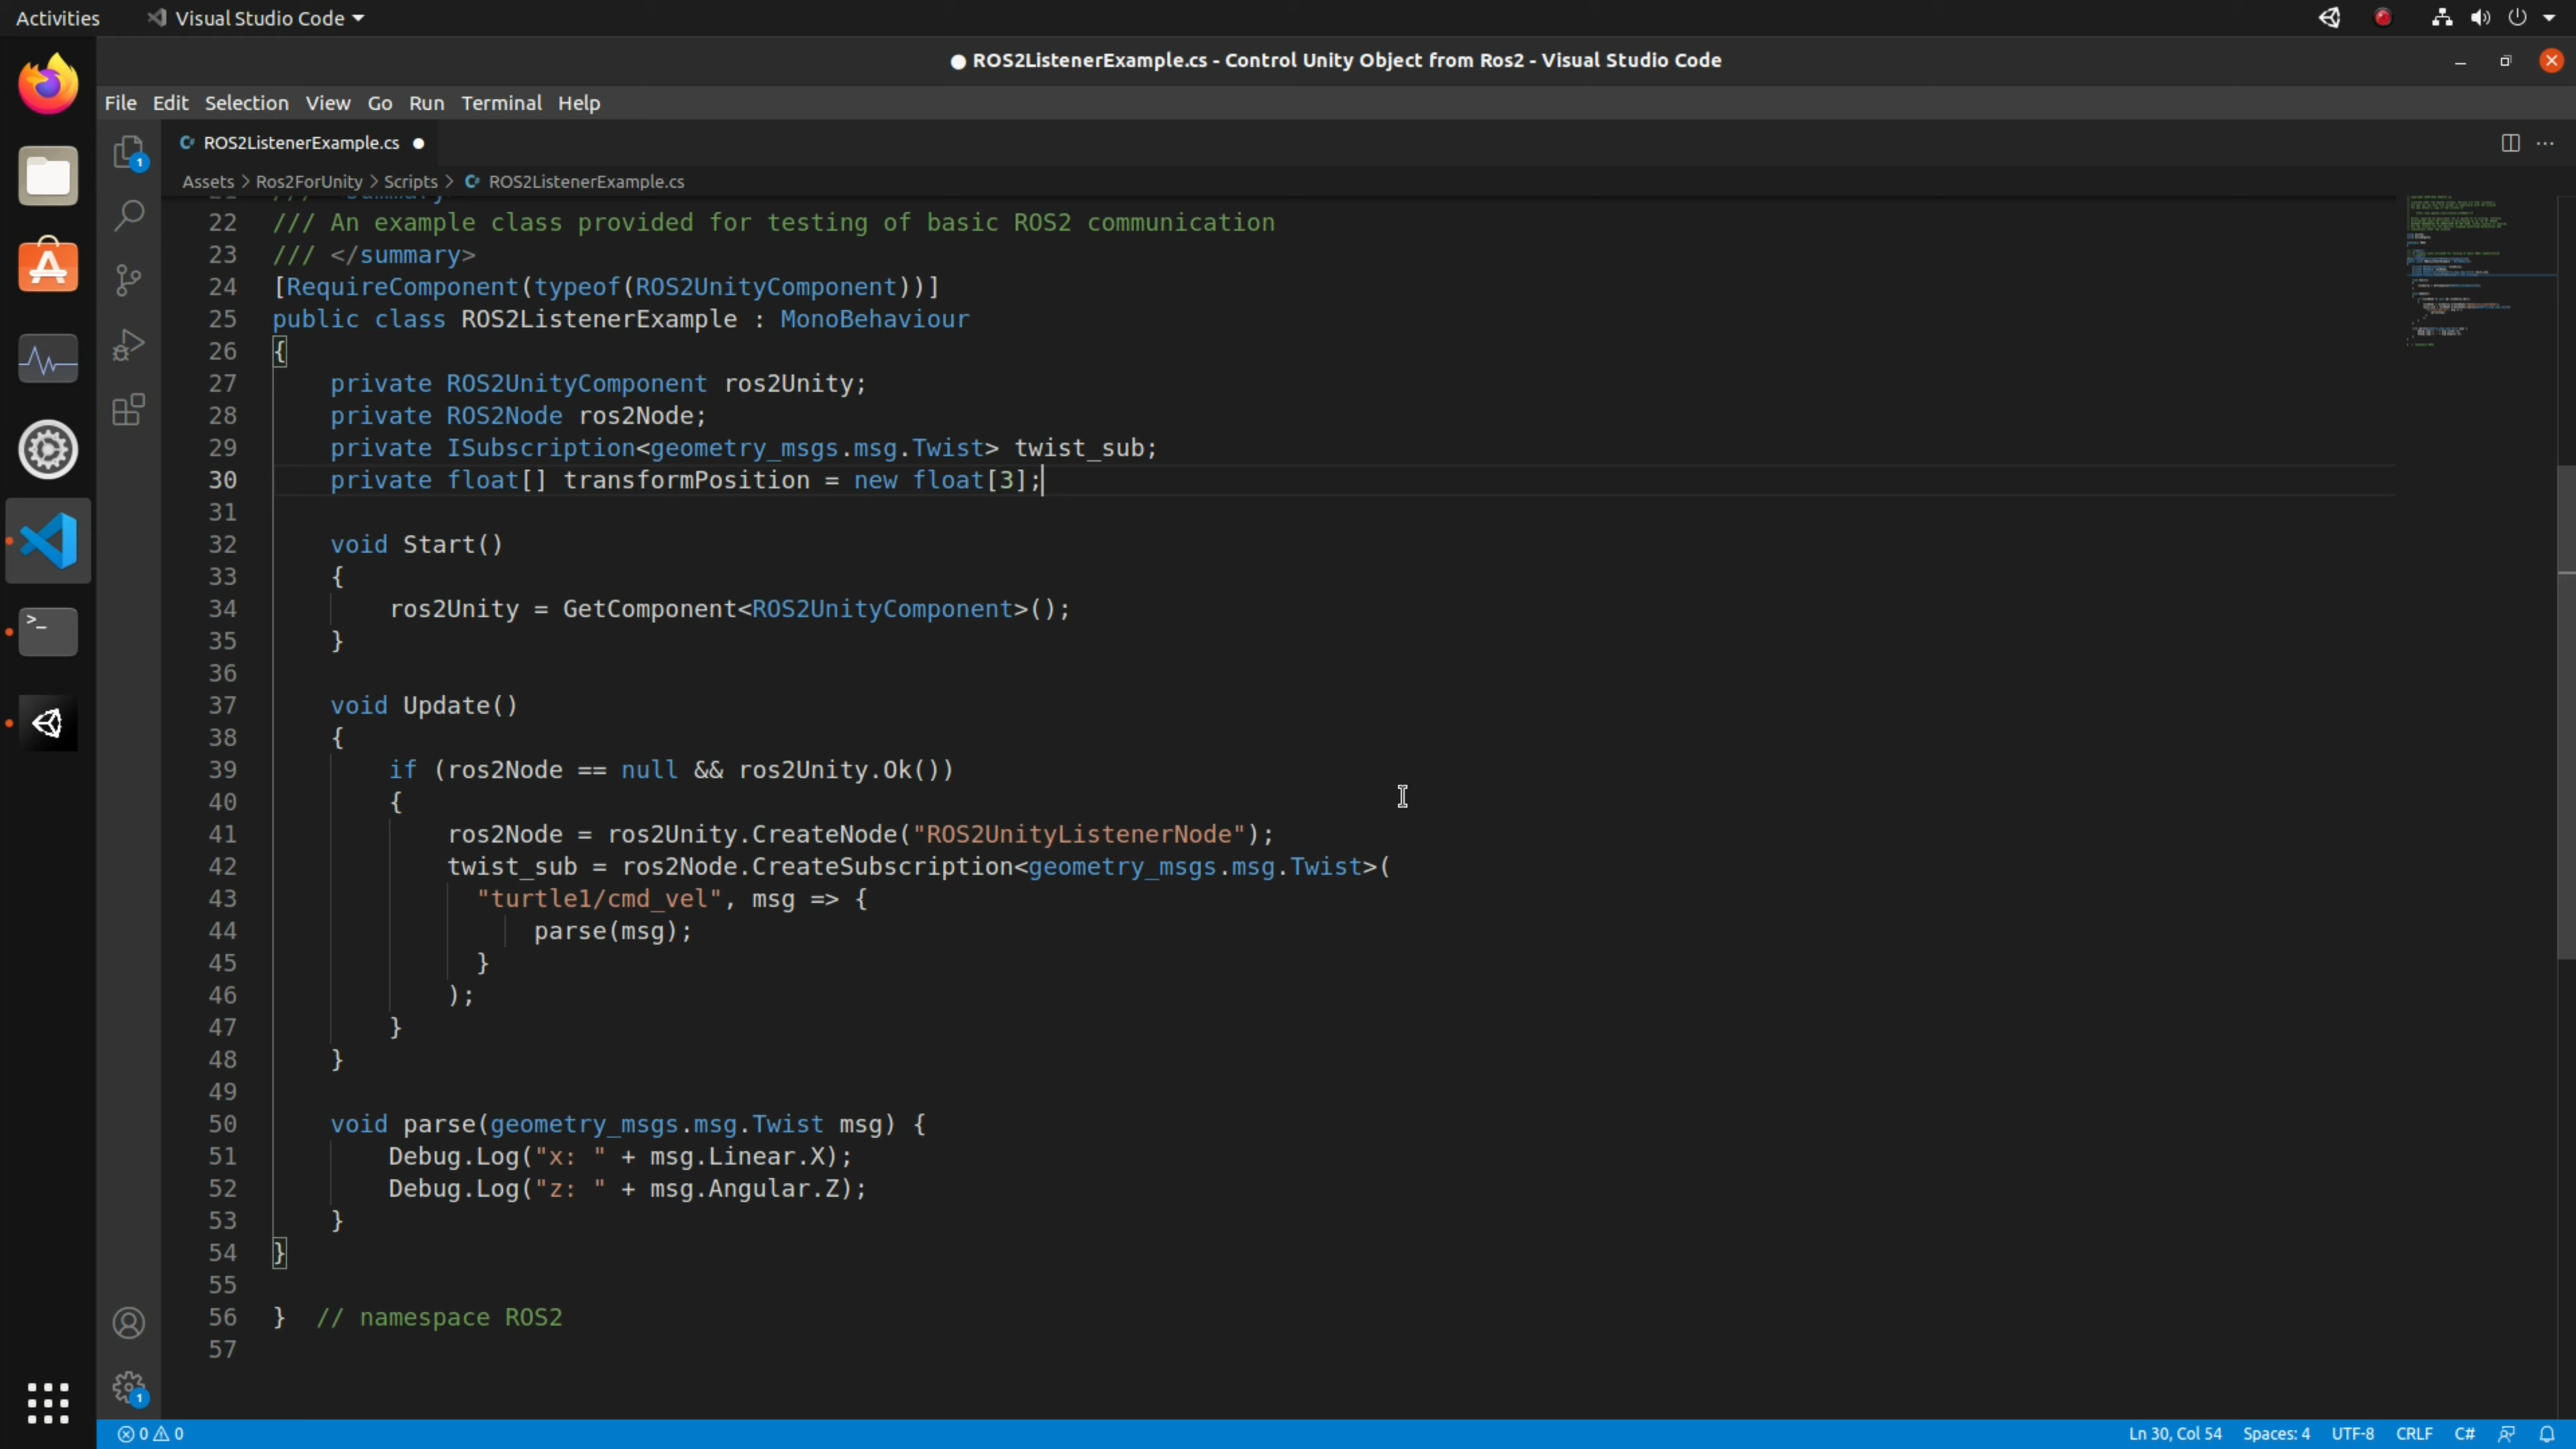 Activities Visual Studio Code
● ROS2ListenerExample.cs - Control Unity Object from Ros2 - Visual Studio Code
File Edit Selection View Go Run Terminal Help
1
C# ROS2ListenerExample.cs ●
Assets > Ros2ForUnity > Scripts > C# ROS2ListenerExample.cs
22 /// An example class provided for testing of basic ROS2 communication
23 /// </summary>
24 [RequireComponent(typeof(ROS2UnityComponent))]
25 public class ROS2ListenerExample : MonoBehaviour
26 {
27     private ROS2UnityComponent ros2Unity;
28     private ROS2Node ros2Node;
29     private ISubscription<geometry_msgs.msg.Twist> twist_sub;
30     private float[] transformPosition = new float[3];
31
32     void Start()
33     {
34         ros2Unity = GetComponent<ROS2UnityComponent>();
35     }
36
37     void Update()
38     {
39         if (ros2Node == null && ros2Unity.Ok())
40         {
41             ros2Node = ros2Unity.CreateNode("ROS2UnityListenerNode");
42             twist_sub = ros2Node.CreateSubscription<geometry_msgs.msg.Twist>(
43               "turtle1/cmd_vel", msg => {
44                   parse(msg);
45               }
46             );
47         }
48     }
49
50     void parse(geometry_msgs.msg.Twist msg) {
51         Debug.Log("x: " + msg.Linear.X);
52         Debug.Log("z: " + msg.Angular.Z);
53     }
54 }
55
56 }  // namespace ROS2
57
1
0 0 Ln 30, Col 54 Spaces: 4 UTF-8 CRLF C#